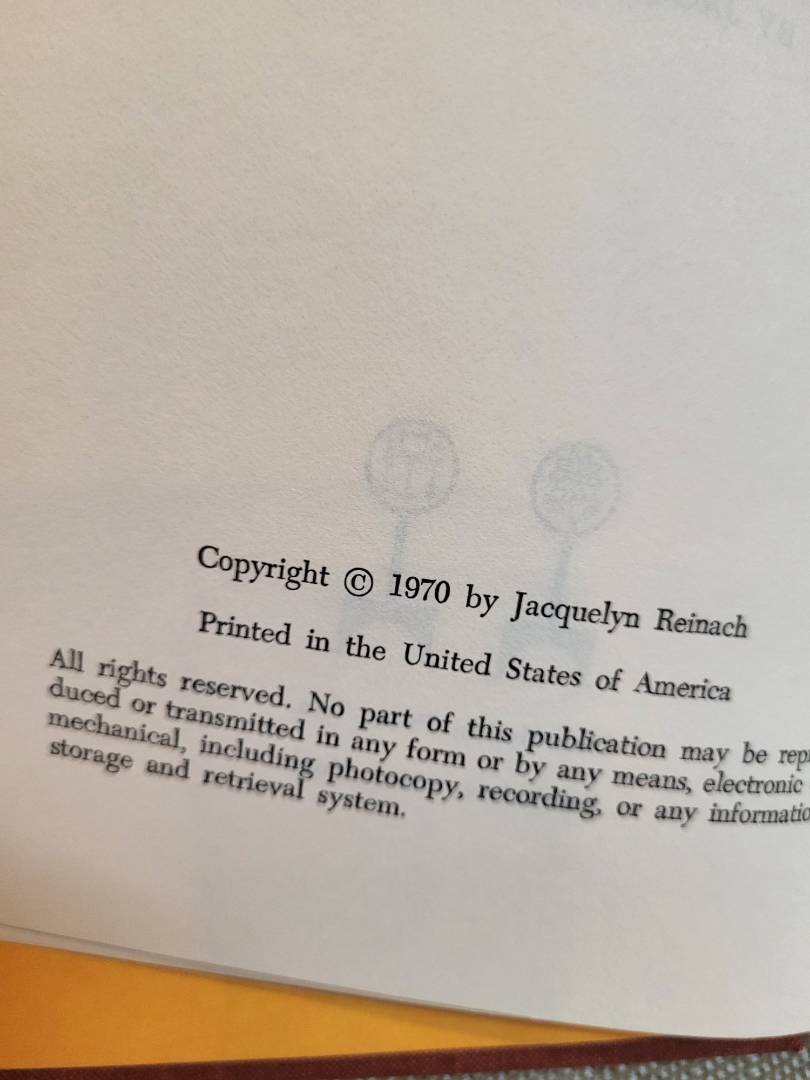 Copyright © 1970 by Jacquelyn Reinach
Printed in the United States of America
All rights reserved. No part of this publication may be repr
duced or transmitted in any form or by any means, electronic
mechanical, including photocopy, recording, or any informatio
storage and retrieval system.